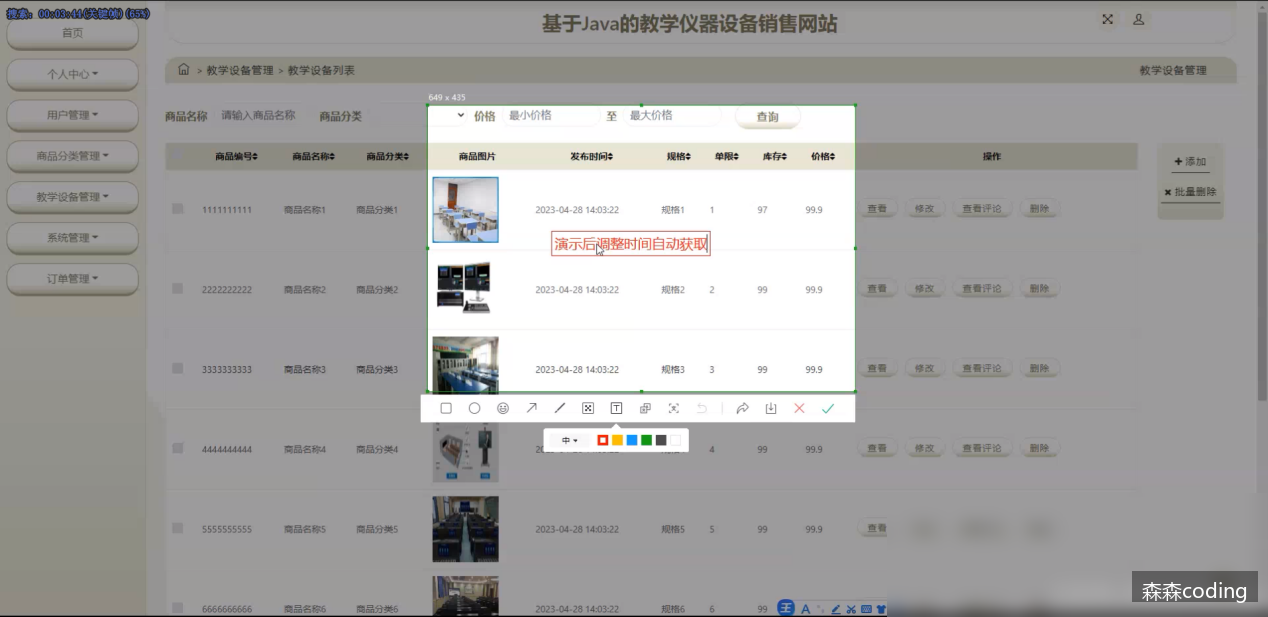 搜索: 00:03:44(关键帧) (65%)
基于Java的教学仪器设备销售网站
首页
个人中心
用户管理
商品分类管理
教学设备管理
系统管理
订单管理
> 教学设备管理 > 教学设备列表
教学设备管理
649 x 435
商品名称 请输入商品名称 商品分类 价格 最小价格 至 最大价格 查询
商品编号 商品名称 商品分类 商品图片 发布时间 规格 单限 库存 价格 操作
添加
批量删除
1111111111 商品名称1 商品分类1 2023-04-28 14:03:22 规格1 1 97 99.9 查看 修改 查看评论 删除
演示后调整时间自动获取
2222222222 商品名称2 商品分类2 2023-04-28 14:03:22 规格2 2 99 99.9 查看 修改 查看评论 删除
3333333333 商品名称3 商品分类3 2023-04-28 14:03:22 规格3 3 99 99.9 查看 修改 查看评论 删除
中
4444444444 商品名称4 商品分类4 4 99 99.9 查看 修改 查看评论 删除
5555555555 商品名称5 商品分类5 2023-04-28 14:03:22 规格5 5 99 99.9 查看
6666666666 商品名称6 商品分类6 2023-04-28 14:03:22 规格6 6 99
王 A
森森coding